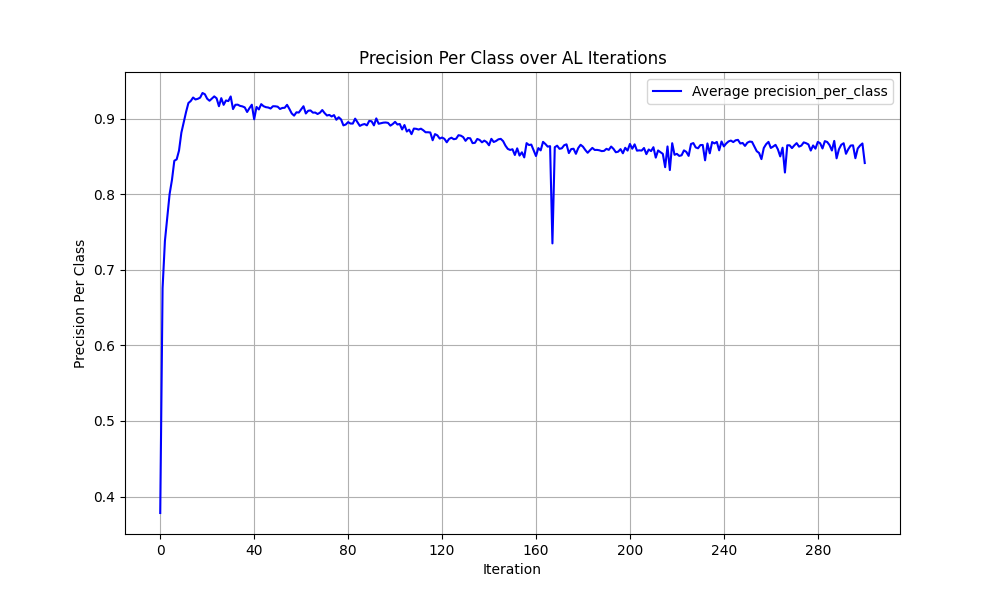 Precision Per Class over AL Iterations
Average precision_per_class
Precision Per Class
0.9
0.8
0.7
0.6
0.5
0.4
0 40 80 120 160 200 240 280
Iteration